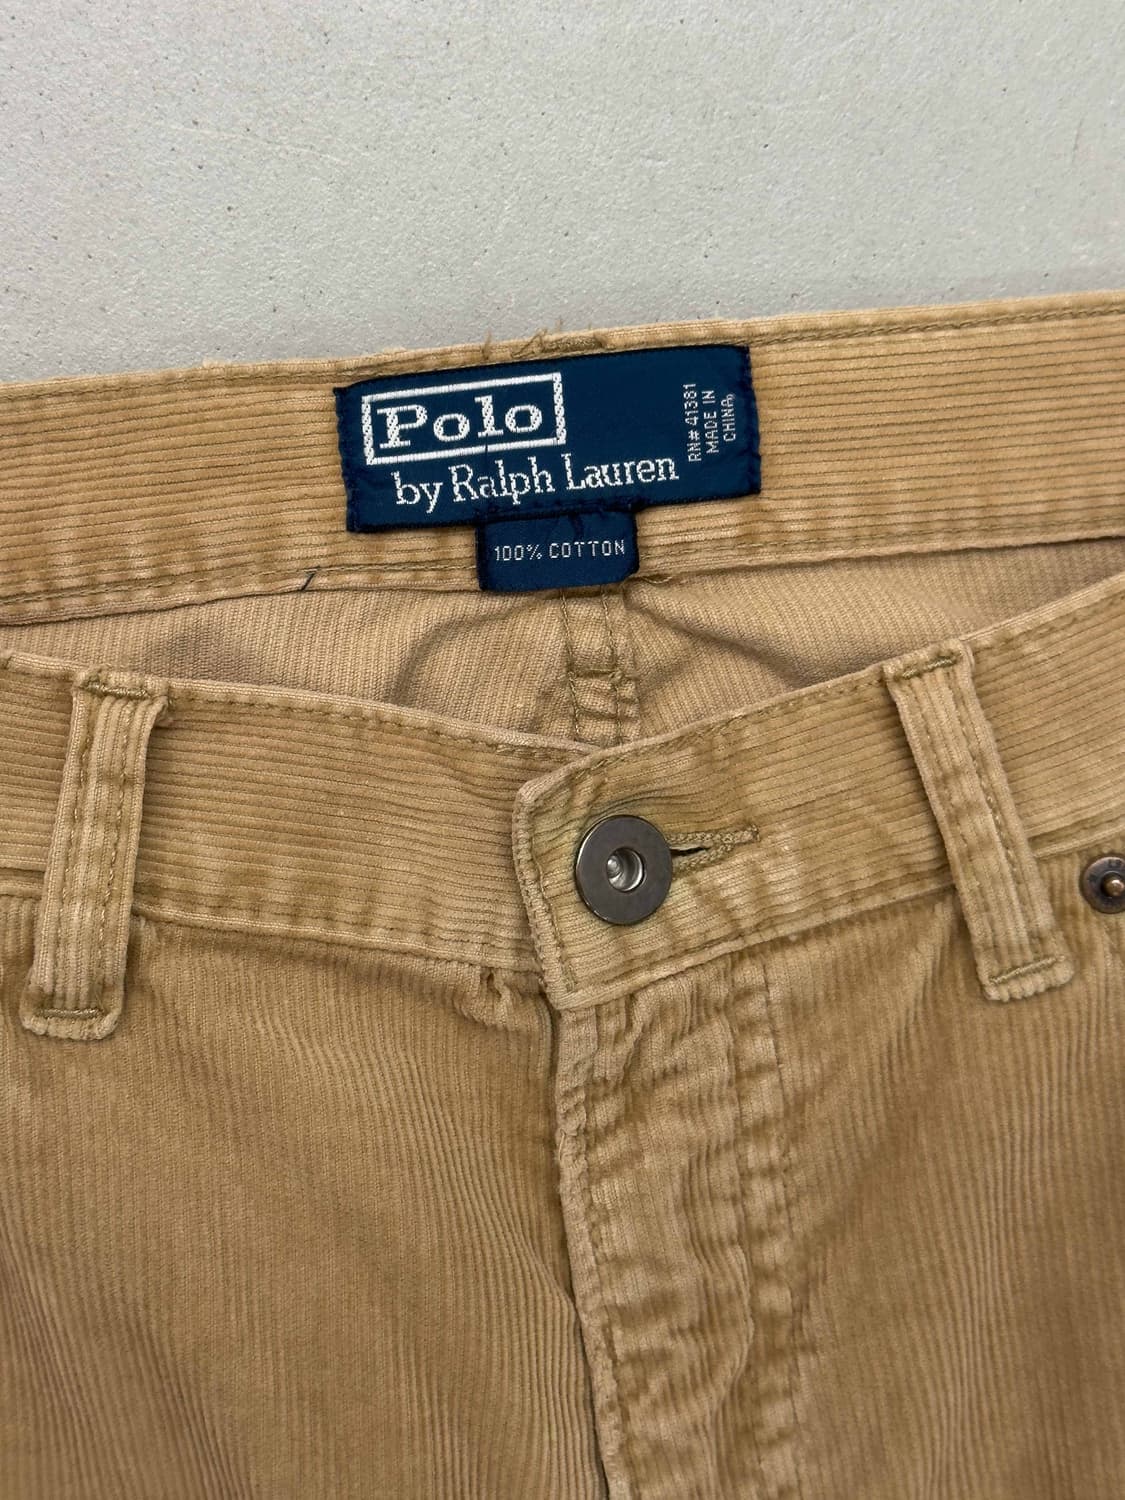 Polo
by Ralph Lauren
RN# 41381
MADE IN
CHINA
100% COTTON